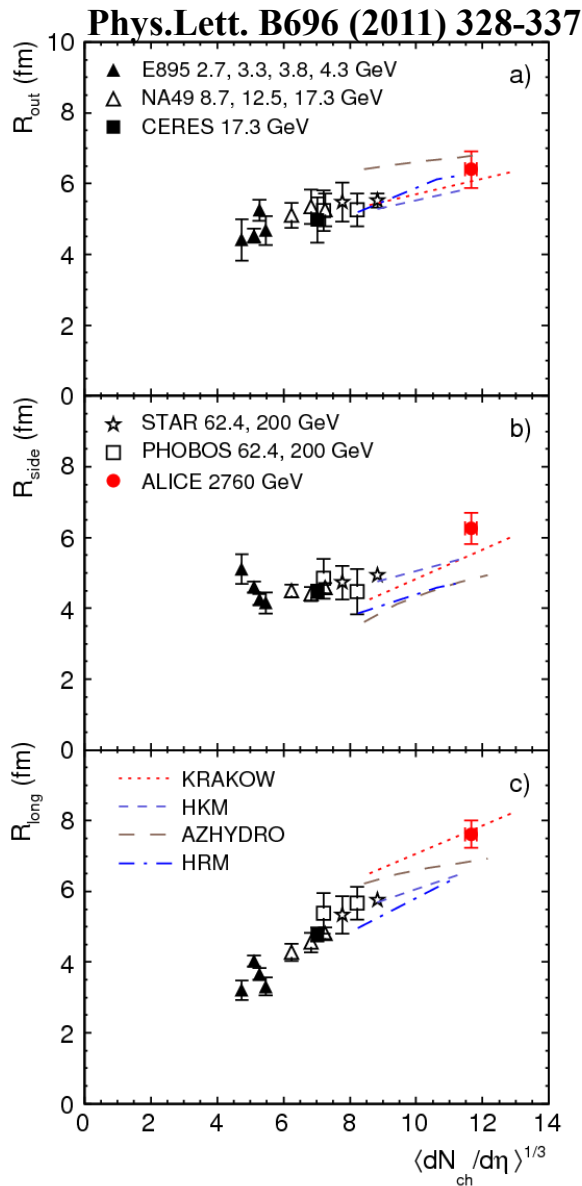 Phys.Lett. B696 (2011) 328-337
R_out (fm)
10
8
6
4
2
0
a)
E895 2.7, 3.3, 3.8, 4.3 GeV
NA49 8.7, 12.5, 17.3 GeV
CERES 17.3 GeV
R_side (fm)
8
6
4
2
0
b)
STAR 62.4, 200 GeV
PHOBOS 62.4, 200 GeV
ALICE 2760 GeV
R_long (fm)
8
6
4
2
0
c)
KRAKOW
HKM
AZHYDRO
HRM
0 2 4 6 8 10 12 14
⟨dN_ch/dη⟩^1/3